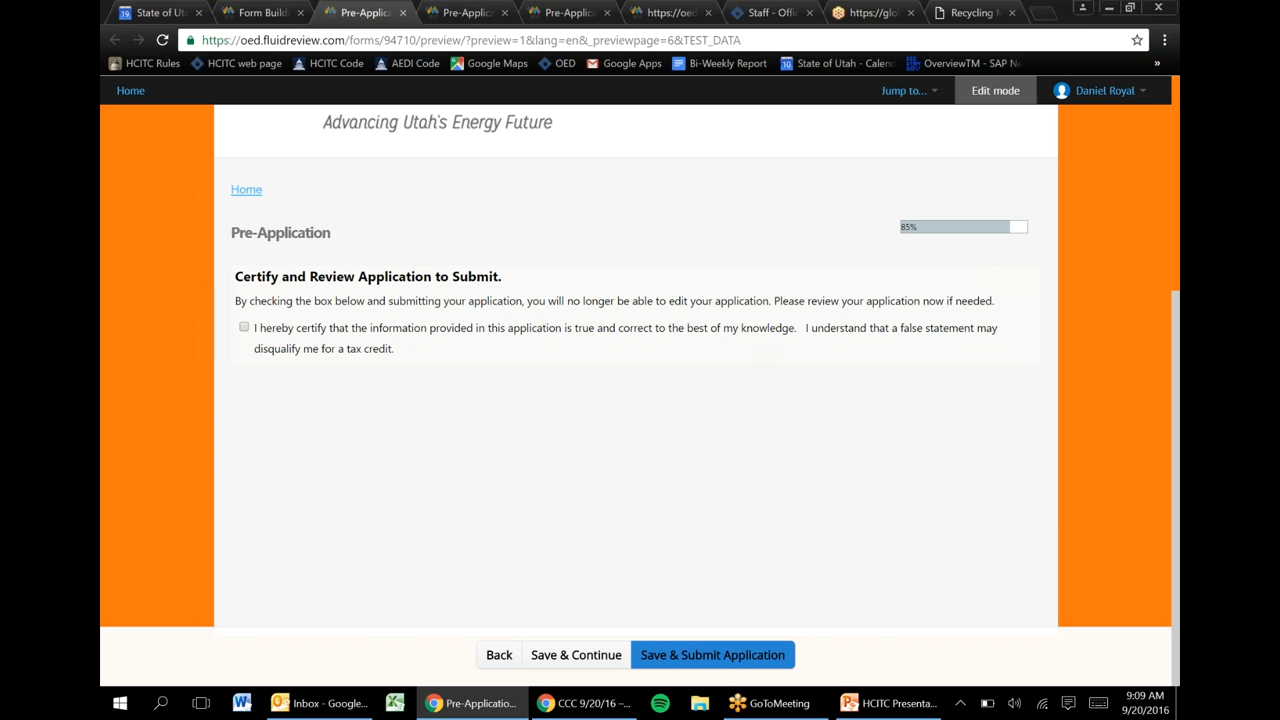 State of Uta
Form Build
Pre-Applica
Pre-Applic
Pre-Applic
https://oed
Staff - Offi
https://glo
Recycling
https://oed.fluidreview.com/forms/94710/preview/?preview=1&lang=en&_previewpage=6&TEST_DATA
HCITC Rules
HCITC web page
HCITC Code
AEDI Code
Google Maps
OED
Google Apps
Bi-Weekly Report
State of Utah - Calend
OverviewTM - SAP Ne
»
Home
Jump to...
Edit mode
Daniel Royal
Advancing Utah's Energy Future
Home
Pre-Application
85%
Certify and Review Application to Submit.
By checking the box below and submitting your application, you will no longer be able to edit your application. Please review your application now if needed.
I hereby certify that the information provided in this application is true and correct to the best of my knowledge. I understand that a false statement may
disqualify me for a tax credit.
Back
Save & Continue
Save & Submit Application
Inbox - Google...
Pre-Applicatio...
CCC 9/20/16 –...
GoToMeeting
HCITC Presenta...
9:09 AM
9/20/2016